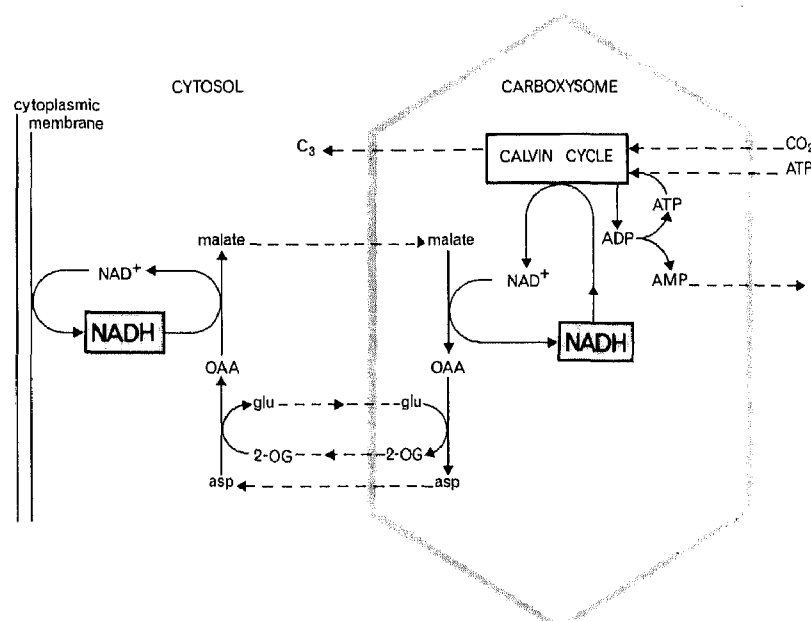 CYTOSOL
CARBOXYSOME
cytoplasmic
membrane
C₃
CALVIN CYCLE
CO₂
ATP
ATP
malate
malate
ADP
NAD⁺
NAD⁺
AMP
NADH
NADH
OAA
OAA
glu
glu
2-OG
2-OG
asp
asp